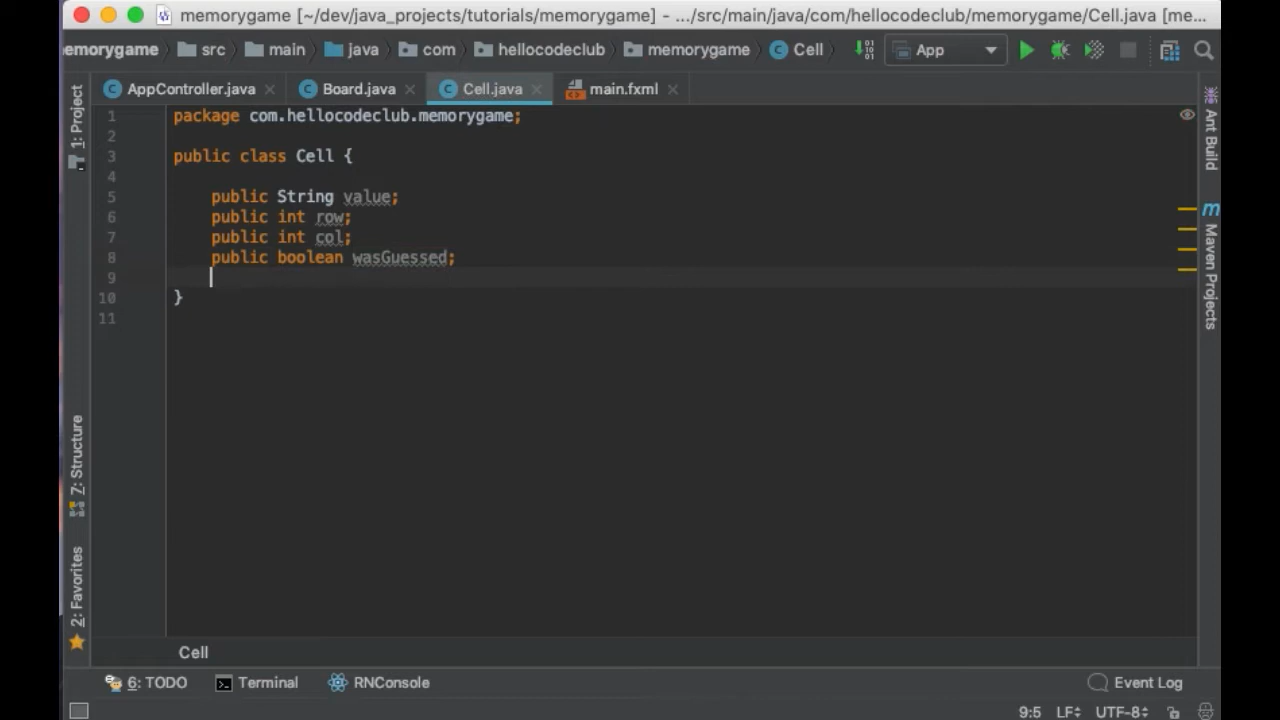 memorygame [~/dev/java_projects/tutorials/memorygame] - .../src/main/java/com/hellocodeclub/memorygame/Cell.java [me...
emorygame src main java com hellocodeclub memorygame Cell App
AppController.java Board.java Cell.java main.fxml
1 package com.hellocodeclub.memorygame;
2
3 public class Cell {
4
5 public String value;
6 public int row;
7 public int col;
8 public boolean wasGuessed;
9
10 }
11
1: Project
7: Structure
2: Favorites
Ant Build
Maven Projects
Cell
6: TODO Terminal RNConsole Event Log
9:5 LF UTF-8